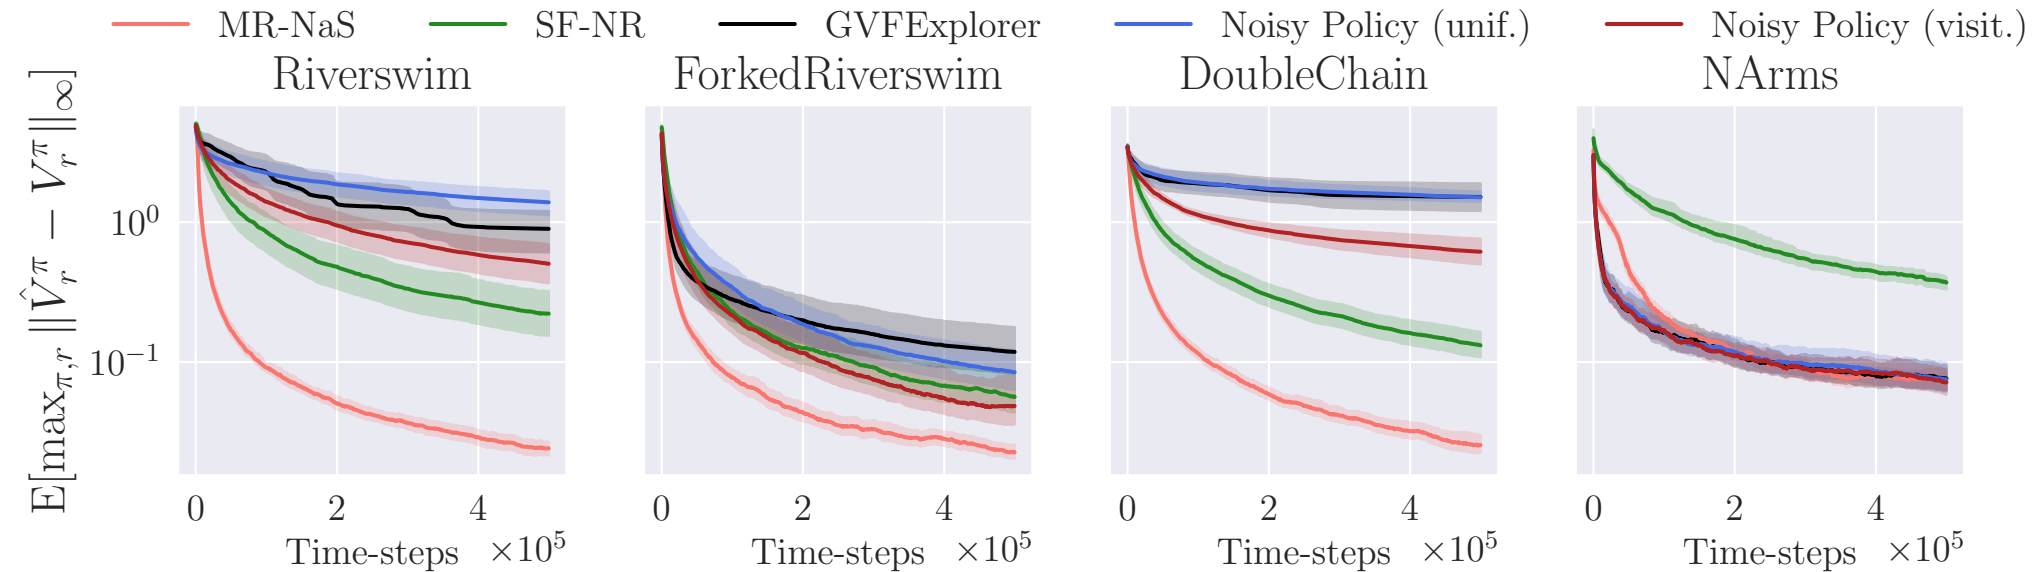 MR-NaS SF-NR GVFExplorer Noisy Policy (unif.) Noisy Policy (visit.)
Riverswim ForkedRiverswim DoubleChain NArms
E[max_{π,r} ‖V̂_r^π − V_r^π‖_∞]
10^0
10^{−1}
0 2 4 0 2 4 0 2 4 0 2 4
Time-steps ×10^5 Time-steps ×10^5 Time-steps ×10^5 Time-steps ×10^5